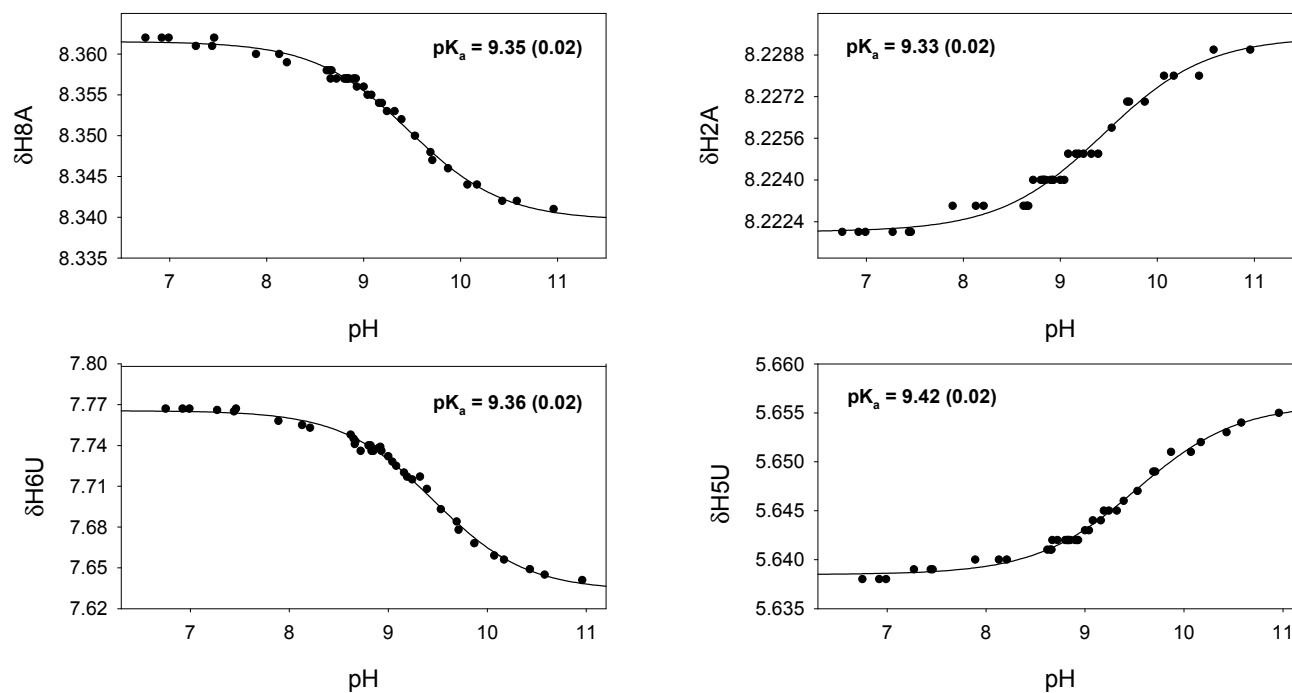 pKa = 9.35 (0.02)
δH8A
8.360
8.355
8.350
8.345
8.340
8.335
7 8 9 10 11
pH
pKa = 9.33 (0.02)
δH2A
8.2288
8.2272
8.2256
8.2240
8.2224
7 8 9 10 11
pH
pKa = 9.36 (0.02)
δH6U
7.80
7.77
7.74
7.71
7.68
7.65
7.62
7 8 9 10 11
pH
pKa = 9.42 (0.02)
δH5U
5.660
5.655
5.650
5.645
5.640
5.635
7 8 9 10 11
pH